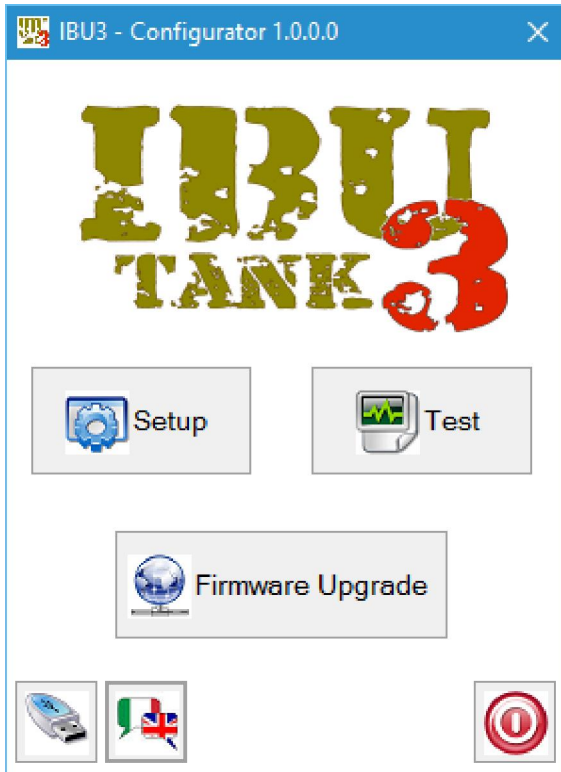 IBU3 - Configurator 1.0.0.0
IBU
TANK 3
Setup
Test
Firmware Upgrade